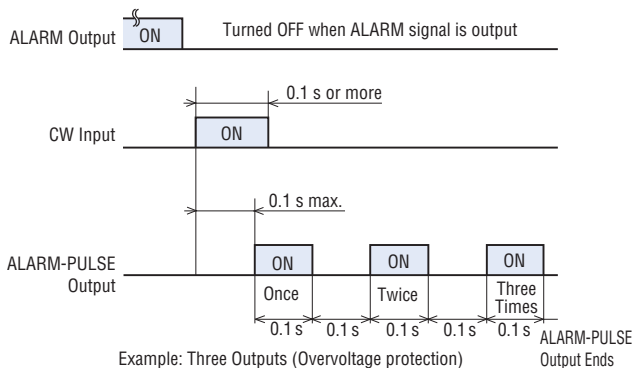 ALARM Output
ON
Turned OFF when ALARM signal is output
0.1 s or more
CW Input
ON
0.1 s max.
ALARM-PULSE
Output
ON
ON
ON
Once
Twice
Three
Times
0.1 s
0.1 s
0.1 s
0.1 s
0.1 s
ALARM-PULSE
Output Ends
Example: Three Outputs (Overvoltage protection)